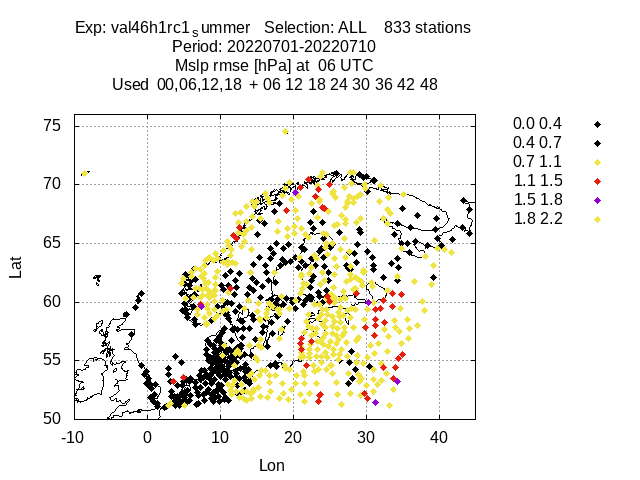 Exp: val46h1rc1summer Selection: ALL 833 stations
Period: 20220701-20220710
Mslp rmse [hPa] at 06 UTC
Used 00,06,12,18 + 06 12 18 24 30 36 42 48
75
70
65
60
55
50
-10 0 10 20 30 40
Lat
Lon
0.0 0.4
0.4 0.7
0.7 1.1
1.1 1.5
1.5 1.8
1.8 2.2